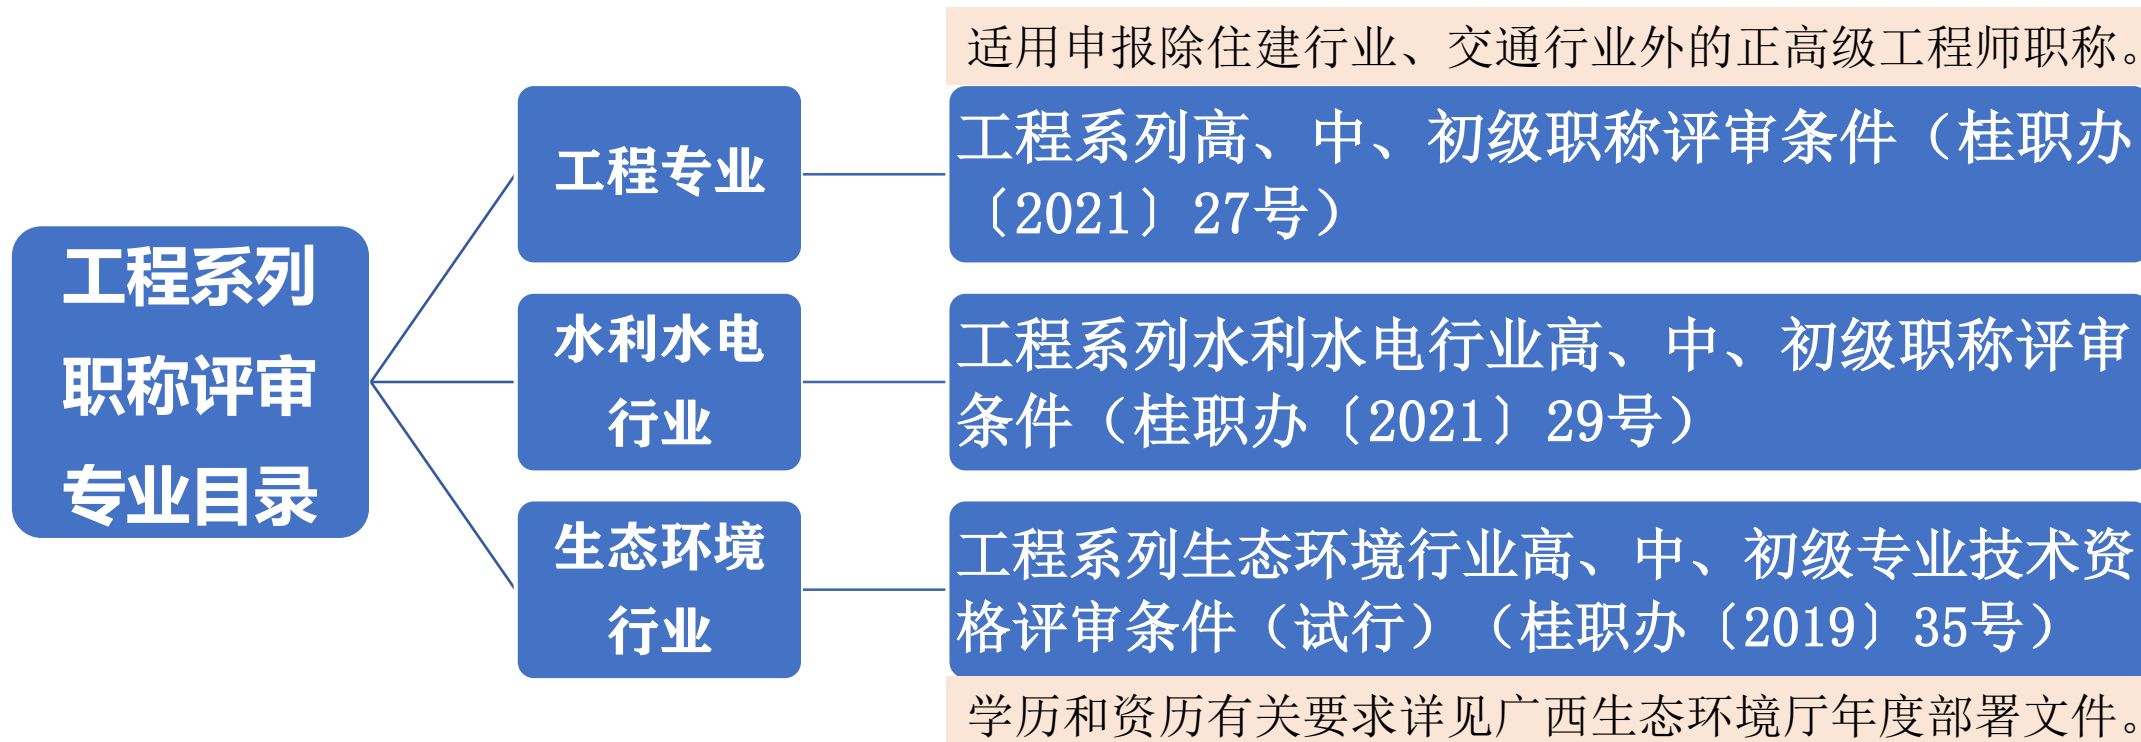 适用申报除住建行业、交通行业外的正高级工程师职称。
工程专业
工程系列高、中、初级职称评审条件（桂职办
〔2021〕27号）
工程系列
职称评审
专业目录
水利水电
行业
工程系列水利水电行业高、中、初级职称评审
条件（桂职办〔2021〕29号）
生态环境
行业
工程系列生态环境行业高、中、初级专业技术资
格评审条件（试行）（桂职办〔2019〕35号）
学历和资历有关要求详见广西生态环境厅年度部署文件。